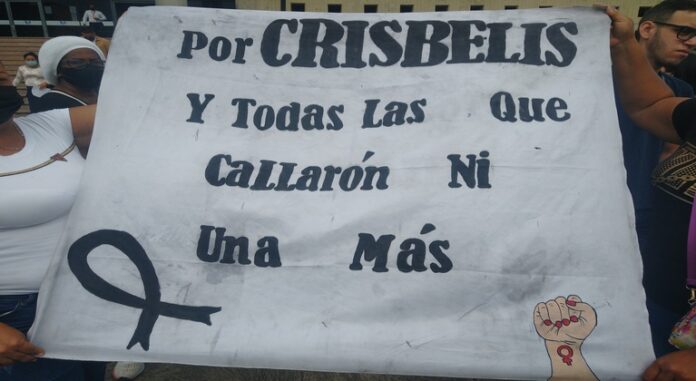 Por CRISBELIS
Y Todas Las Que
CaLLarón Ni
Una Más